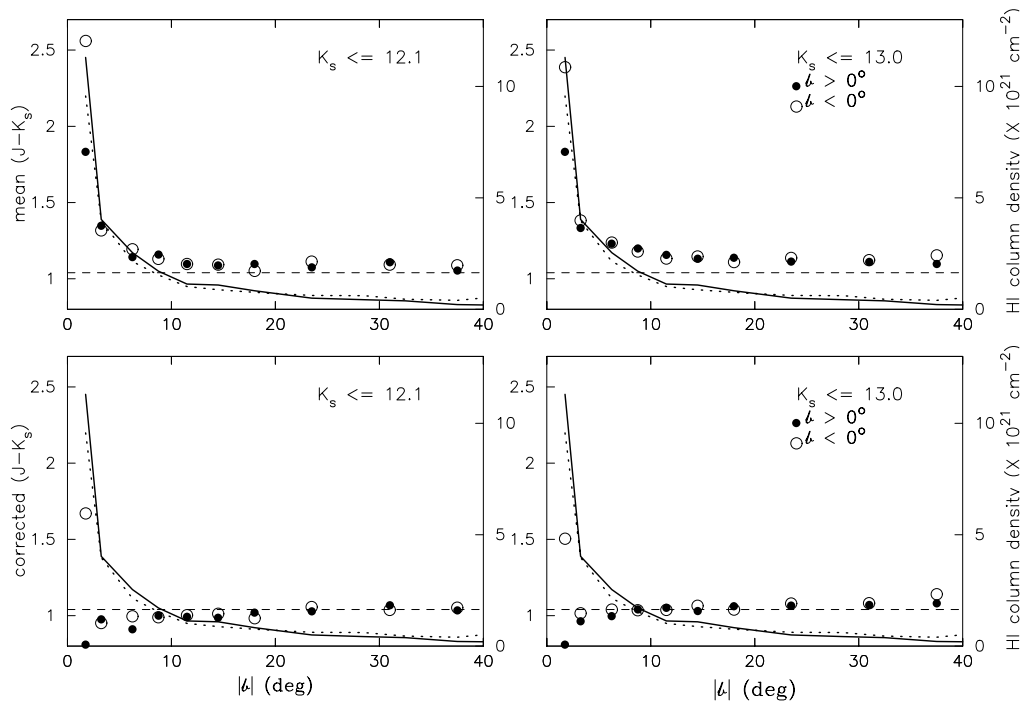 K_s <= 12.1
K_s <= 13.0
b > 0°
b < 0°
mean (J−K_s)
2.5
2
1.5
1
10
5
0
0 10 20 30 40
2.5
2
1.5
1
10
5
0
0 10 20 30 40
HI column density (X 10^21 cm^−2)
K_s <= 12.1
K_s <= 13.0
b > 0°
b < 0°
corrected (J−K_s)
2.5
2
1.5
1
10
5
0
0 10 20 30 40
|b| (deg)
2.5
2
1.5
1
10
5
0
0 10 20 30 40
|b| (deg)
HI column density (X 10^21 cm^−2)